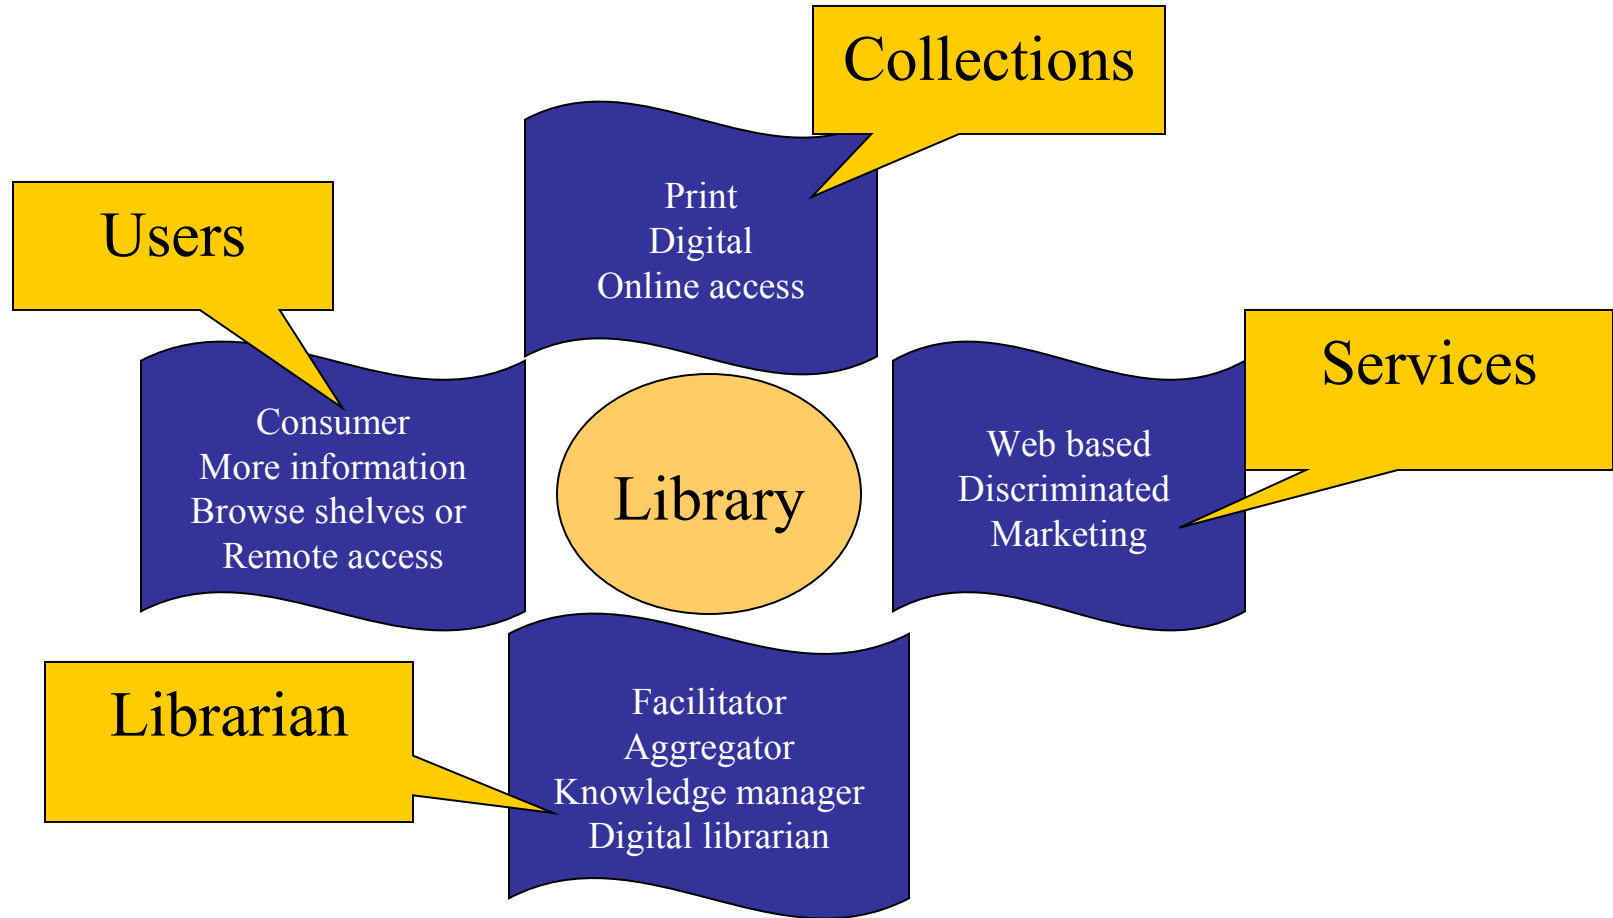 Collections
Print
Digital
Online access
Users
Consumer
More information
Browse shelves or
Remote access
Library
Services
Web based
Discriminated
Marketing
Librarian
Facilitator
Aggregator
Knowledge manager
Digital librarian